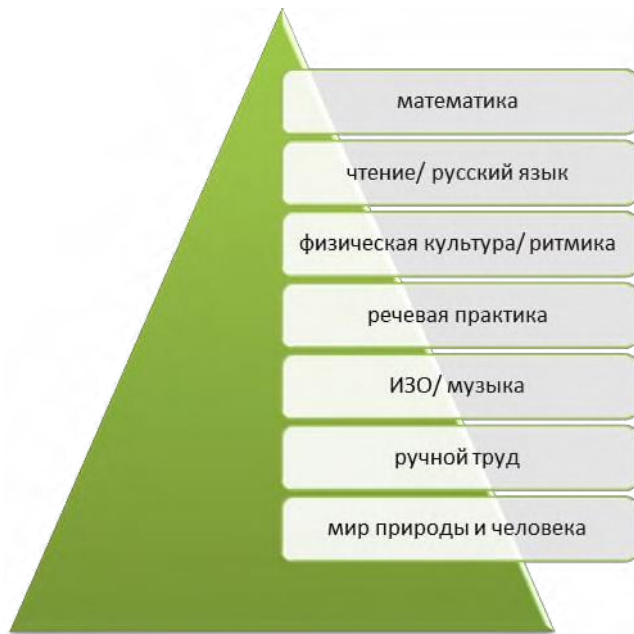 математика
чтение/ русский язык
физическая культура/ ритмика
речевая практика
ИЗО/ музыка
ручной труд
мир природы и человека